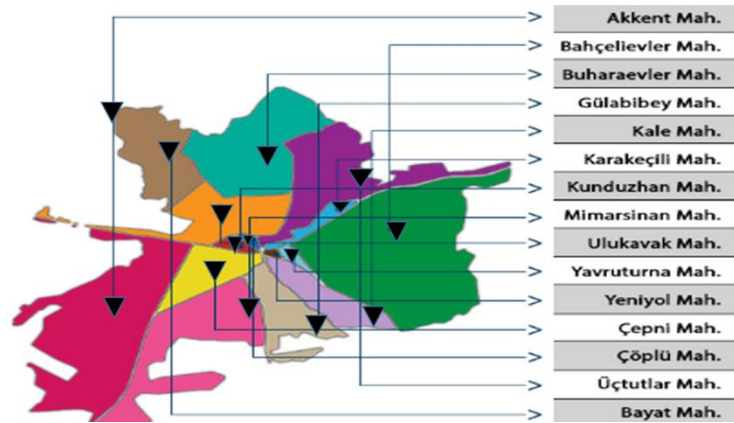 Akkent Mah.
Bahçelievler Mah.
Buharaevler Mah.
Gülabibey Mah.
Kale Mah.
Karakeçili Mah.
Kunduzhan Mah.
Mimarsinan Mah.
Ulukavak Mah.
Yavruturna Mah.
Yeniyol Mah.
Çepni Mah.
Çöplü Mah.
Üçtutlar Mah.
Bayat Mah.